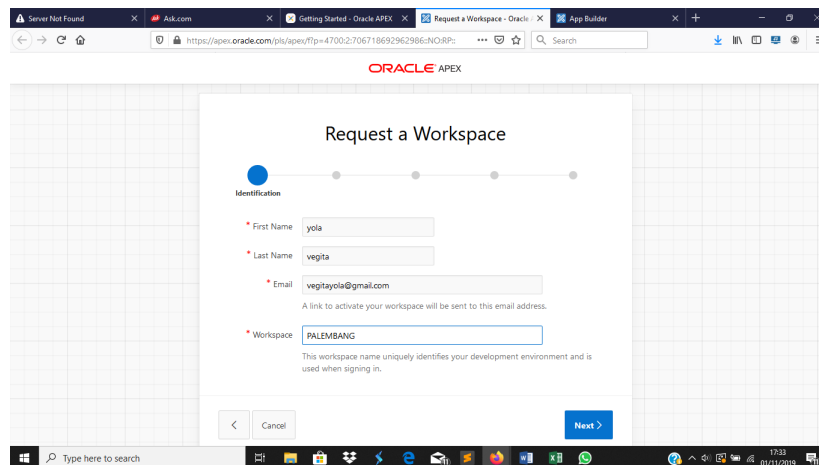 Server Not Found
Ask.com
Getting Started - Oracle APEX
Request a Workspace - Oracle
App Builder
https://apex.oracle.com/pls/apex/f?p=4700:2:706718692962986::NO:RP::
Search
ORACLE APEX
Request a Workspace
Identification
* First Name yola
* Last Name vegita
* Email vegitayola@gmail.com
A link to activate your workspace will be sent to this email address.
* Workspace PALEMBANG
This workspace name uniquely identifies your development environment and is
used when signing in.
Cancel
Next >
Type here to search
17:33
01/11/2019